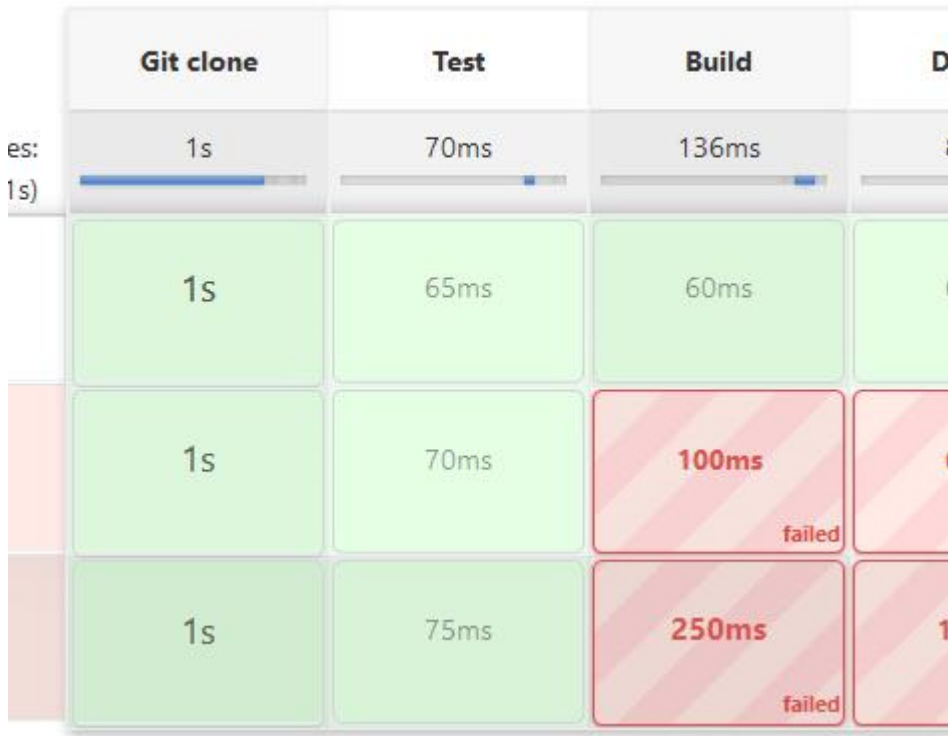 Git clone Test Build D
es: 1s 70ms 136ms
1s)
1s 65ms 60ms
1s 70ms 100ms
failed
1s 75ms 250ms 1
failed